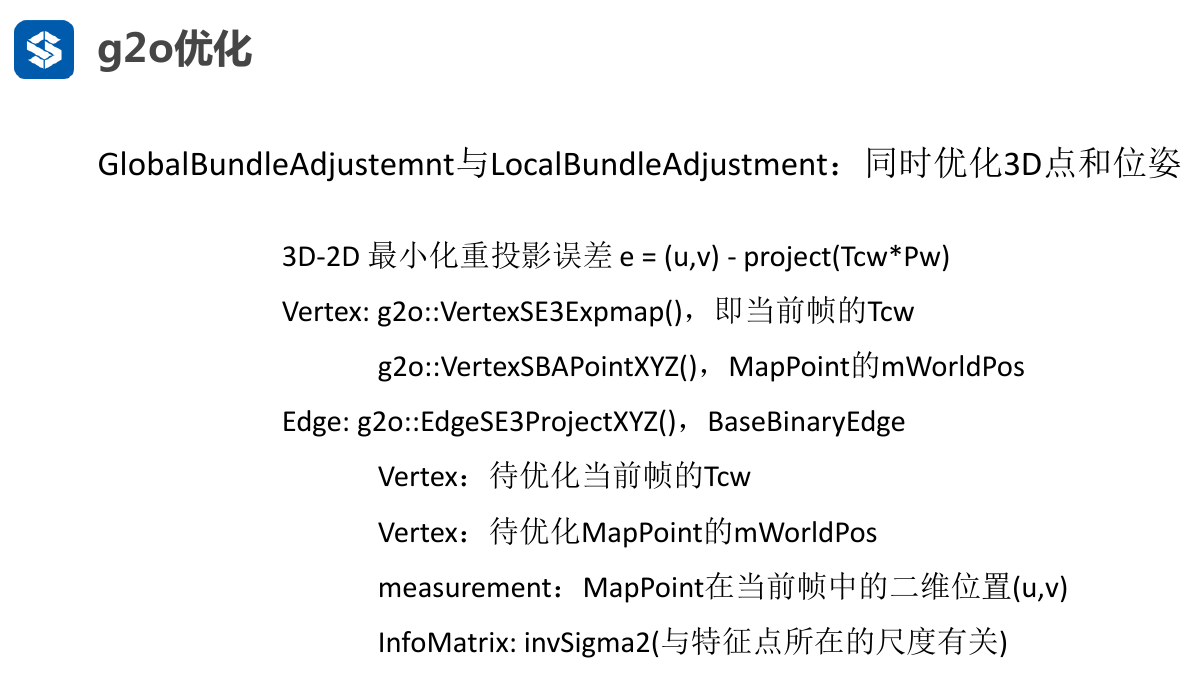 g2o优化
GlobalBundleAdjustemnt与LocalBundleAdjustment：同时优化3D点和位姿
3D-2D 最小化重投影误差 e = (u,v) - project(Tcw*Pw)
Vertex: g2o::VertexSE3Expmap()，即当前帧的Tcw
g2o::VertexSBAPointXYZ()，MapPoint的mWorldPos
Edge: g2o::EdgeSE3ProjectXYZ()，BaseBinaryEdge
Vertex：待优化当前帧的Tcw
Vertex：待优化MapPoint的mWorldPos
measurement：MapPoint在当前帧中的二维位置(u,v)
InfoMatrix: invSigma2(与特征点所在的尺度有关)